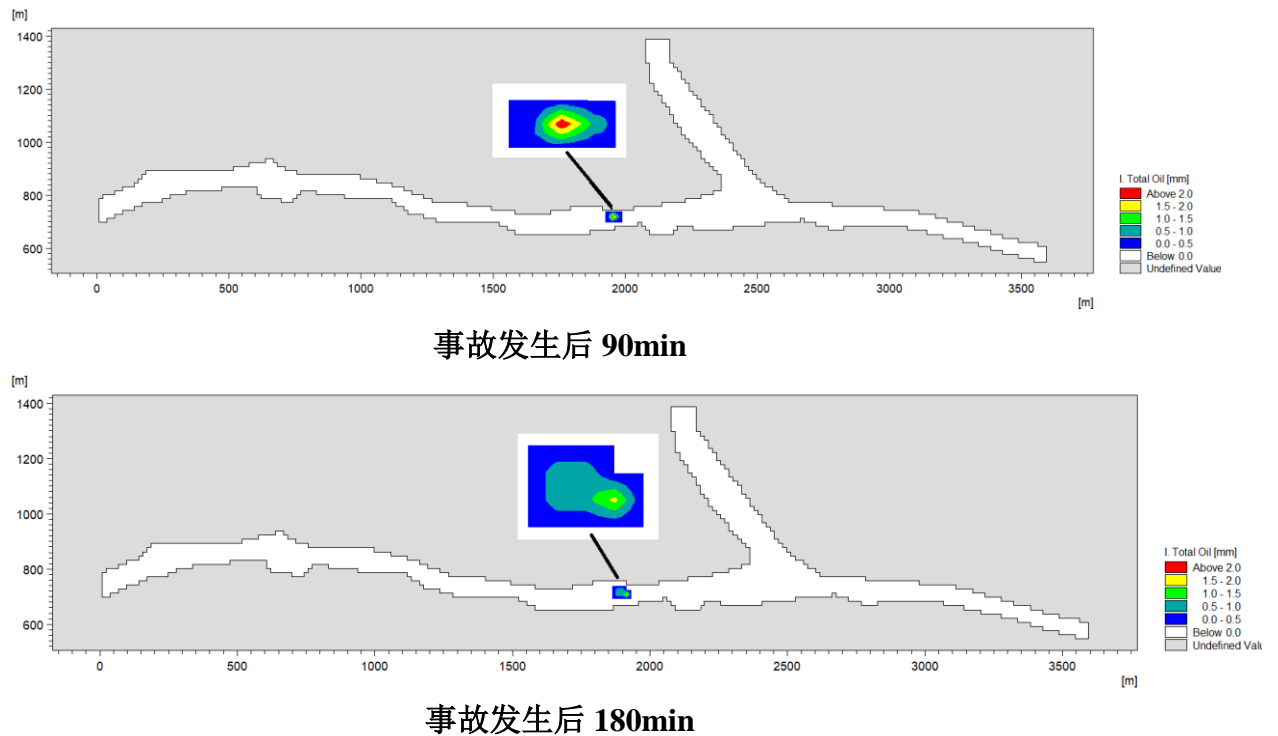 [m]
1400
1200
1000
800
600
0 500 1000 1500 2000 2500 3000 3500
[m]
I. Total Oil [mm]
Above 2.0
1.5 - 2.0
1.0 - 1.5
0.5 - 1.0
0.0 - 0.5
Below 0.0
Undefined Value
事故发生后 90min
[m]
1400
1200
1000
800
600
0 500 1000 1500 2000 2500 3000 3500
[m]
I. Total Oil [mm]
Above 2.0
1.5 - 2.0
1.0 - 1.5
0.5 - 1.0
0.0 - 0.5
Below 0.0
Undefined Val
事故发生后 180min